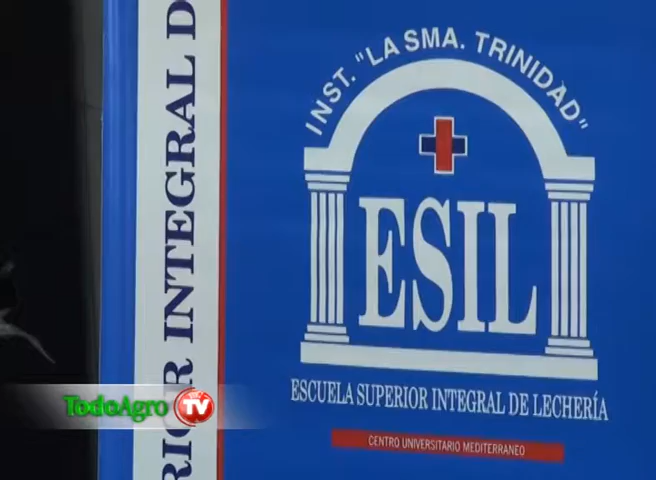 RIOR INTEGRAL D
INST. "LA SMA. TRINIDAD"
ESIL
ESCUELA SUPERIOR INTEGRAL DE LECHERÍA
CENTRO UNIVERSITARIO MEDITERRANEO
TodoAgro TV